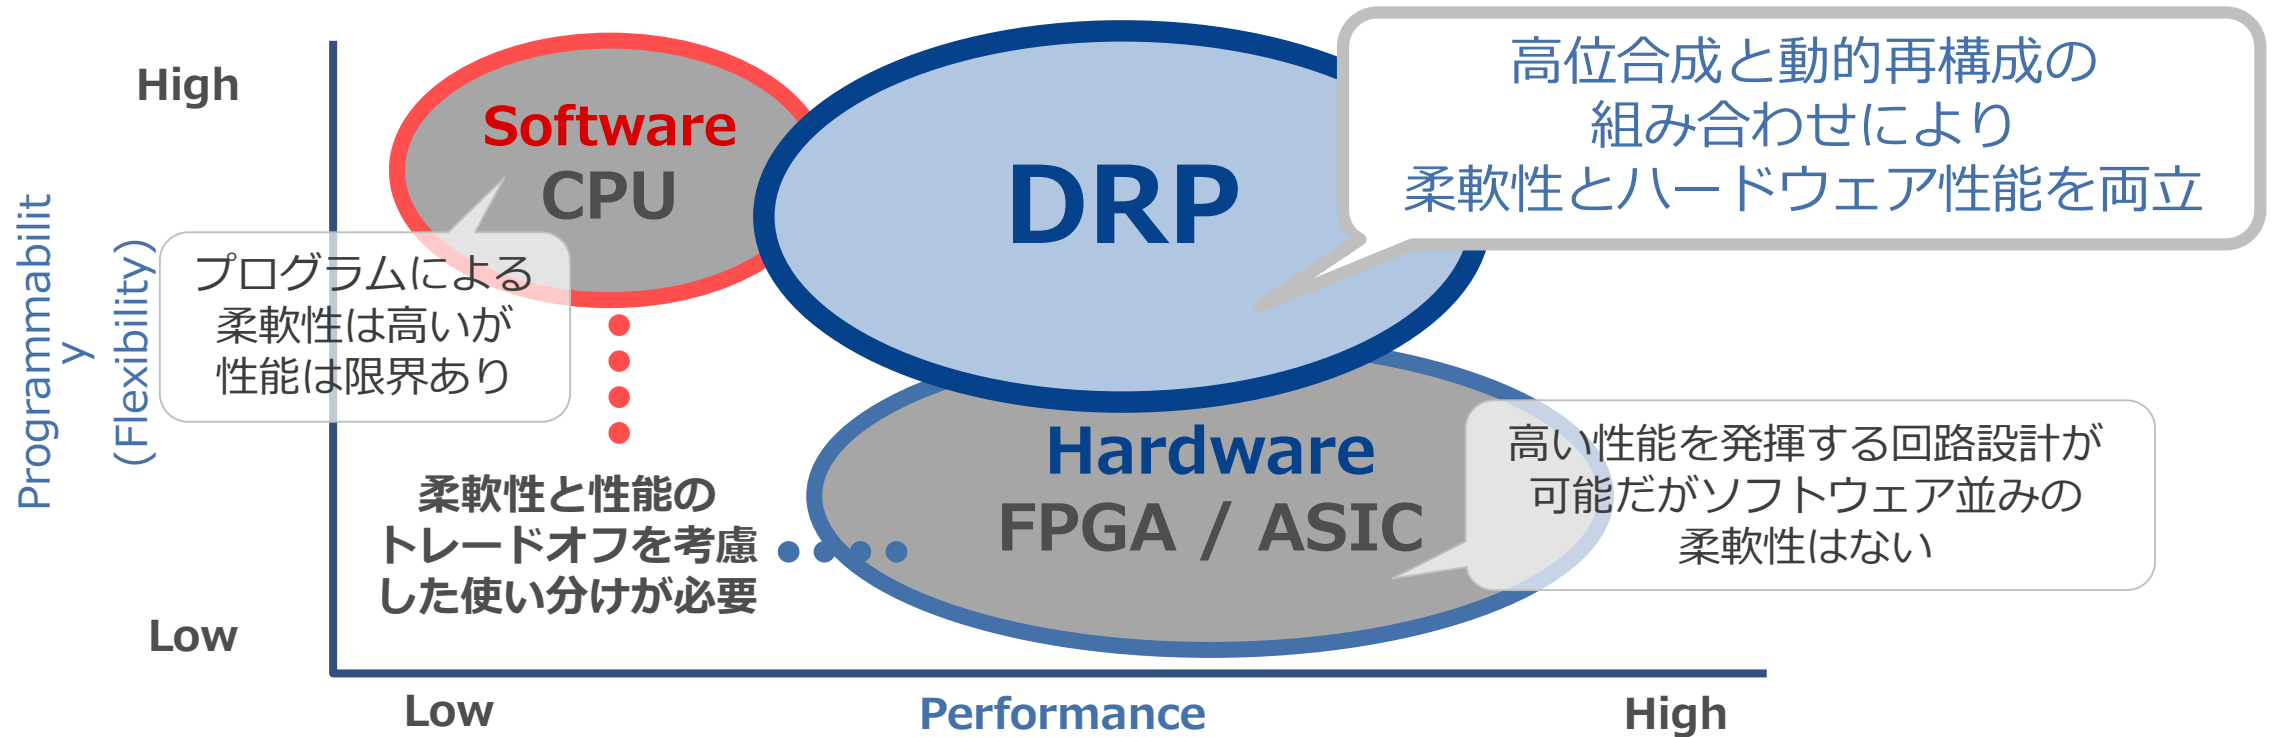 High
Programmabilit
y
(Flexibility)
Low
Software
CPU
プログラムによる
柔軟性は高いが
性能は限界あり
DRP
高位合成と動的再構成の
組み合わせにより
柔軟性とハードウェア性能を両立
柔軟性と性能の
トレードオフを考慮
した使い分けが必要
Hardware
FPGA / ASIC
高い性能を発揮する回路設計が
可能だがソフトウェア並みの
柔軟性はない
Low
Performance
High